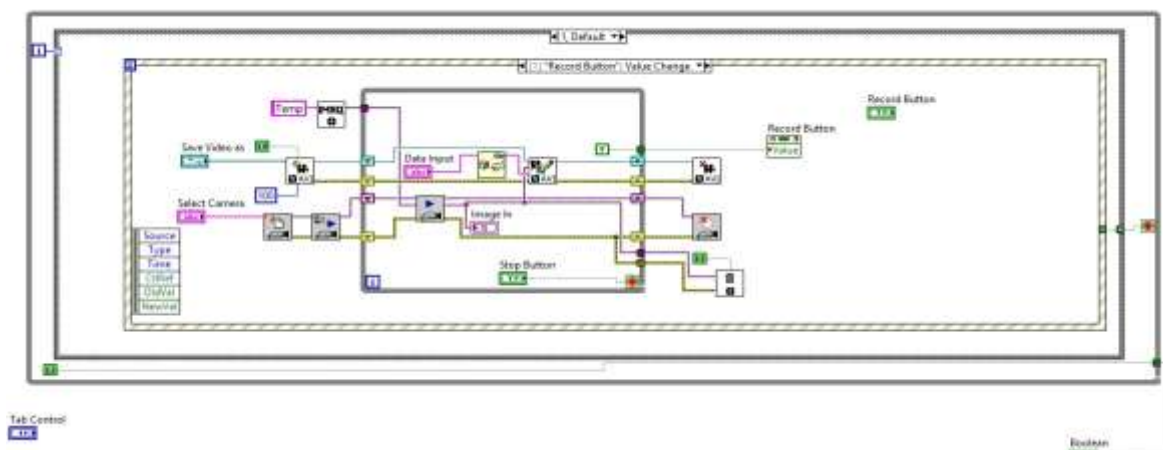 1, Default
"Record Button": Value Change
Record Button
Temp
Record Button
Value
Save Video as
Data Input
100
Select Camera
Image In
Source
Type
Time
CtlRef
OldVal
NewVal
Stop Button
Tab Control
Boolean